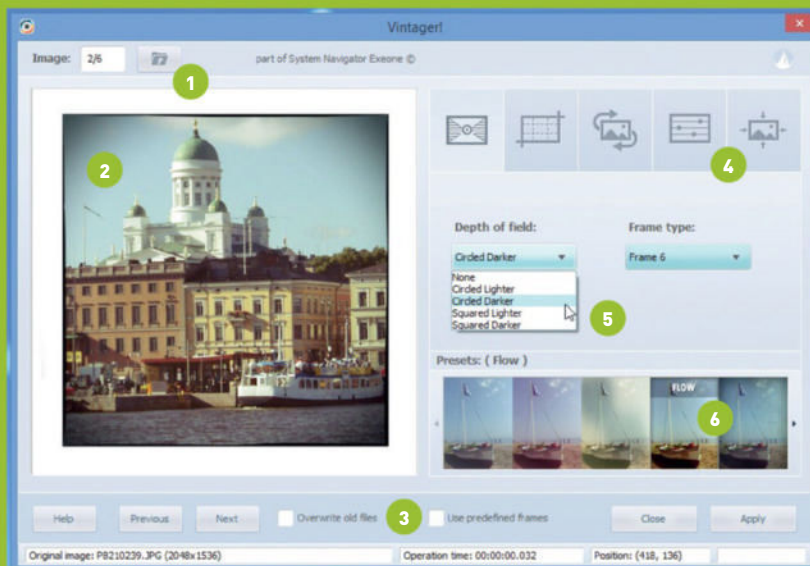 Vintager!
Image: 2/6 part of System Navigator Exeone ©
1
2
4
Depth of field: Frame type:
Circled Darker Frame 6
None
Circled Lighter
Circled Darker
Squared Lighter
Squared Darker
5
Presets: ( Flow )
FLOW
6
Help Previous Next Overwrite old files 3 Use predefined frames Close Apply
Original image: P8210239.JPG (2048x1536) Operation time: 00:00:00.032 Position: (418, 136)